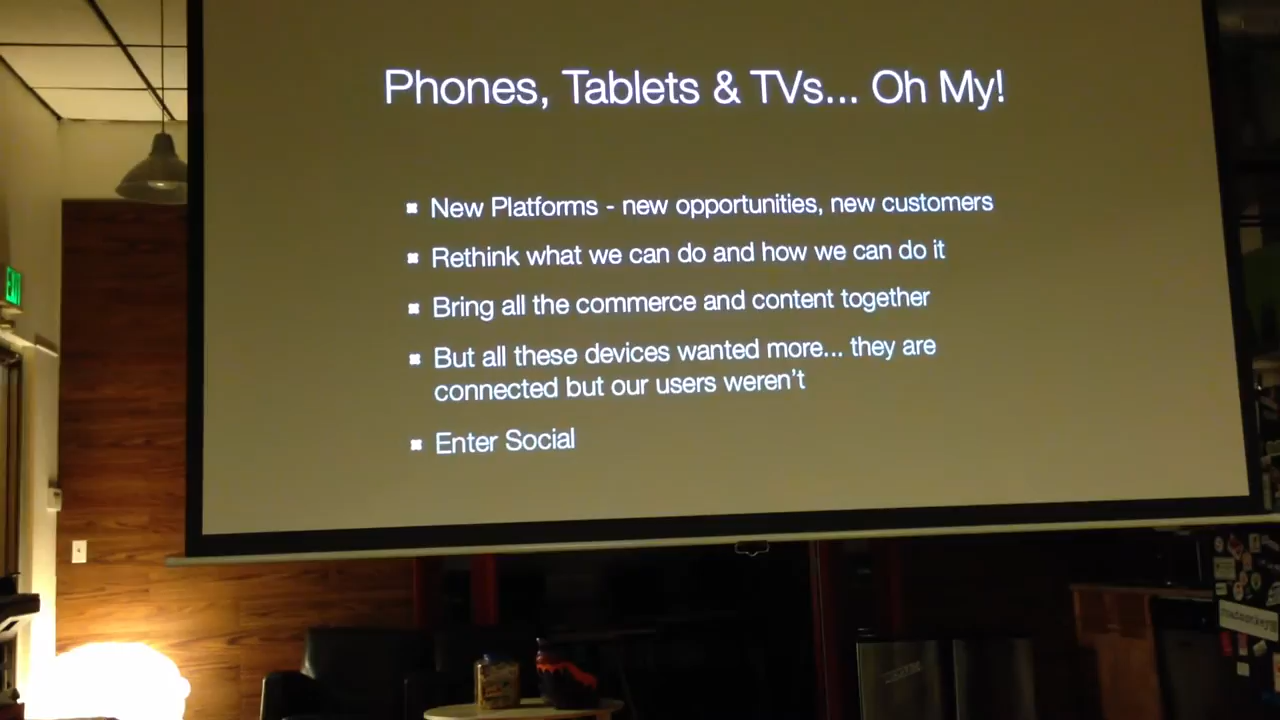 Phones, Tablets & TVs... Oh My!
New Platforms - new opportunities, new customers
Rethink what we can do and how we can do it
Bring all the commerce and content together
But all these devices wanted more... they are
connected but our users weren't
Enter Social
EXIT